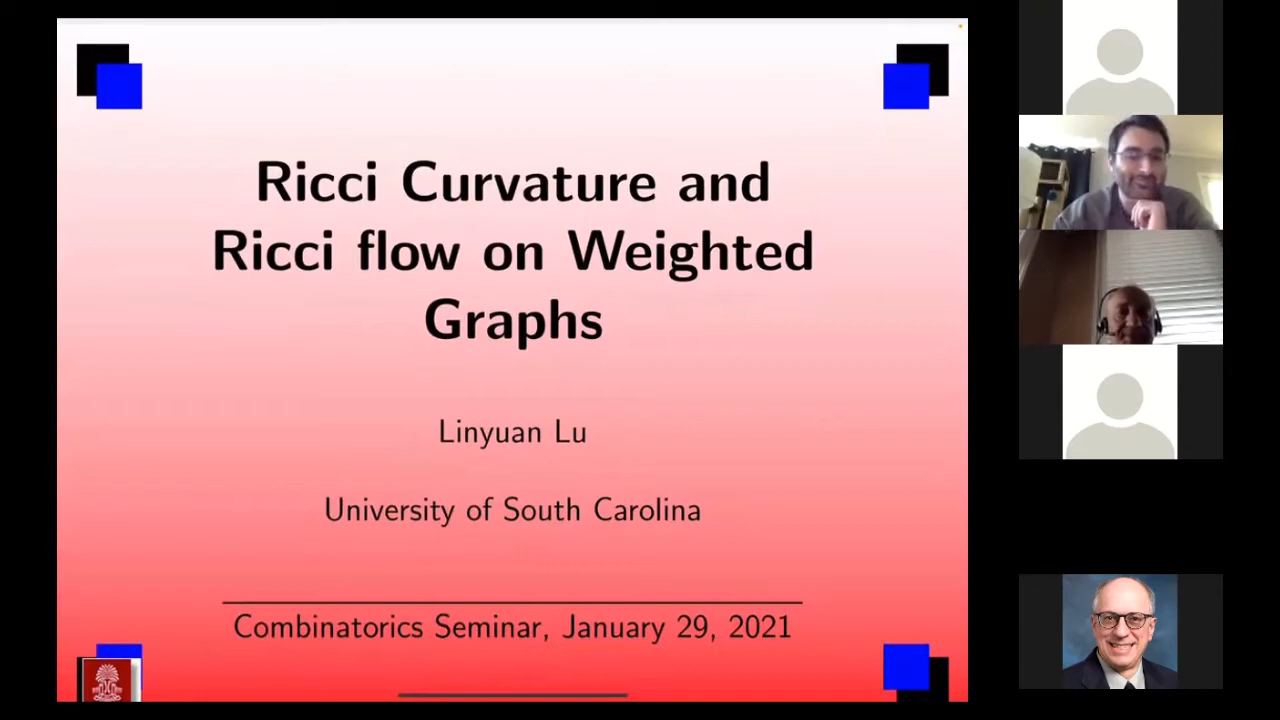 Ricci Curvature and
Ricci flow on Weighted
Graphs
Linyuan Lu
University of South Carolina
Combinatorics Seminar, January 29, 2021